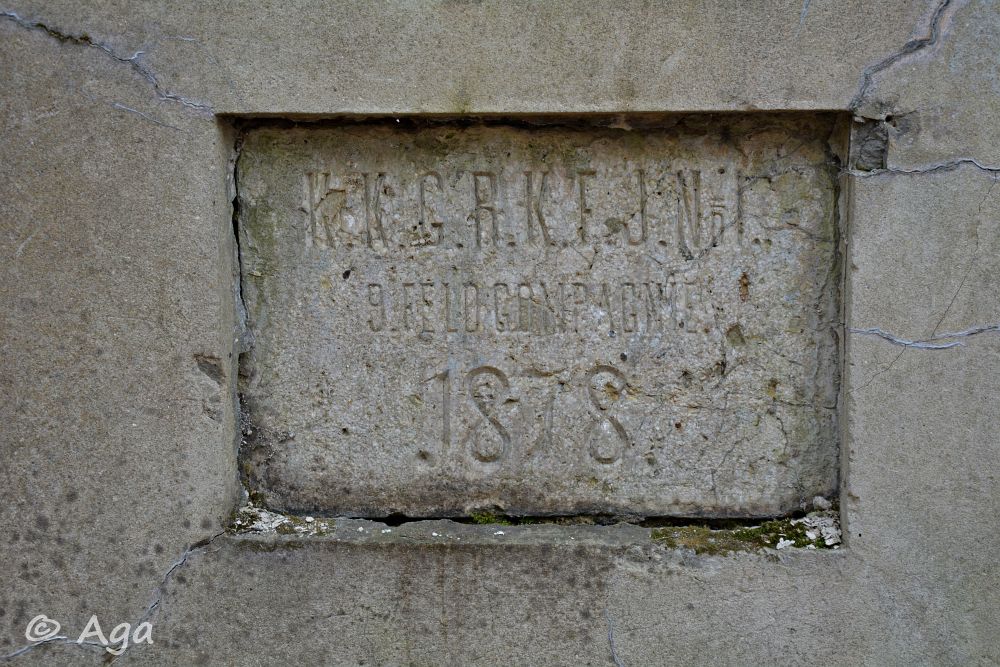 K.K.G.R.K.F.J.No I.
9. FELDCOMPAGNIE.
1878
© Aga